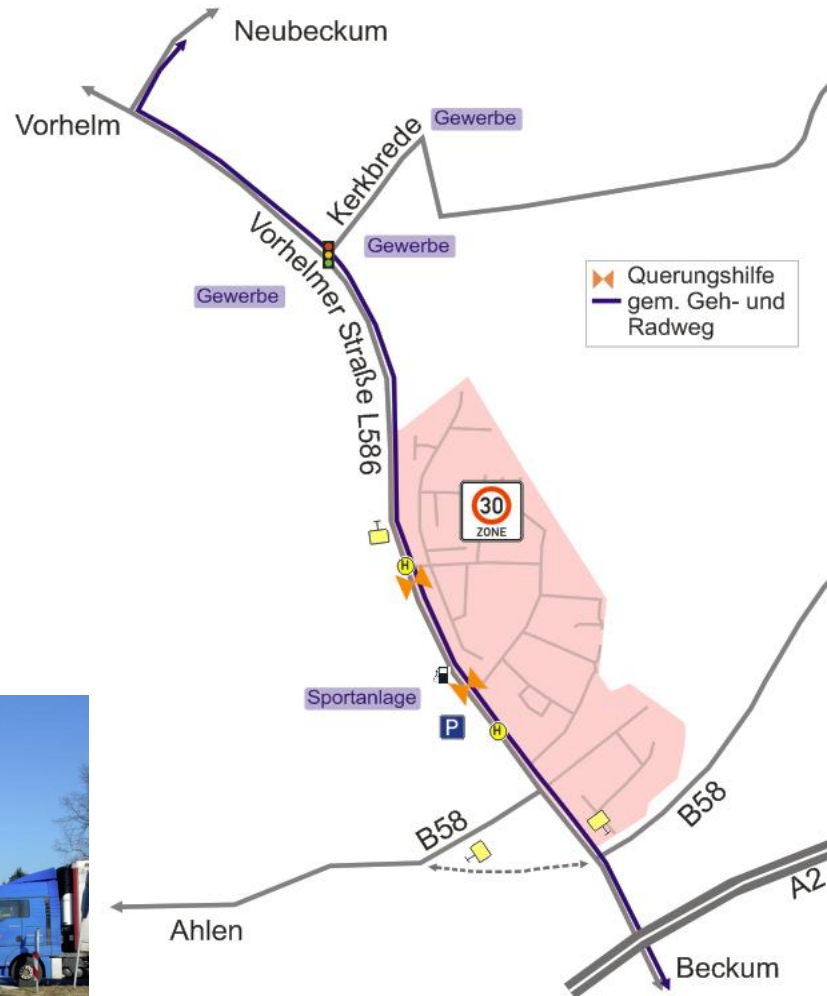 Neubeckum
Vorhelm
Kerkbrede
Gewerbe
Gewerbe
Gewerbe
Vorhelmer Straße L586
Querungshilfe
gem. Geh- und
Radweg
30
ZONE
H
Sportanlage
P
H
B58
B58
A2
Ahlen
Beckum